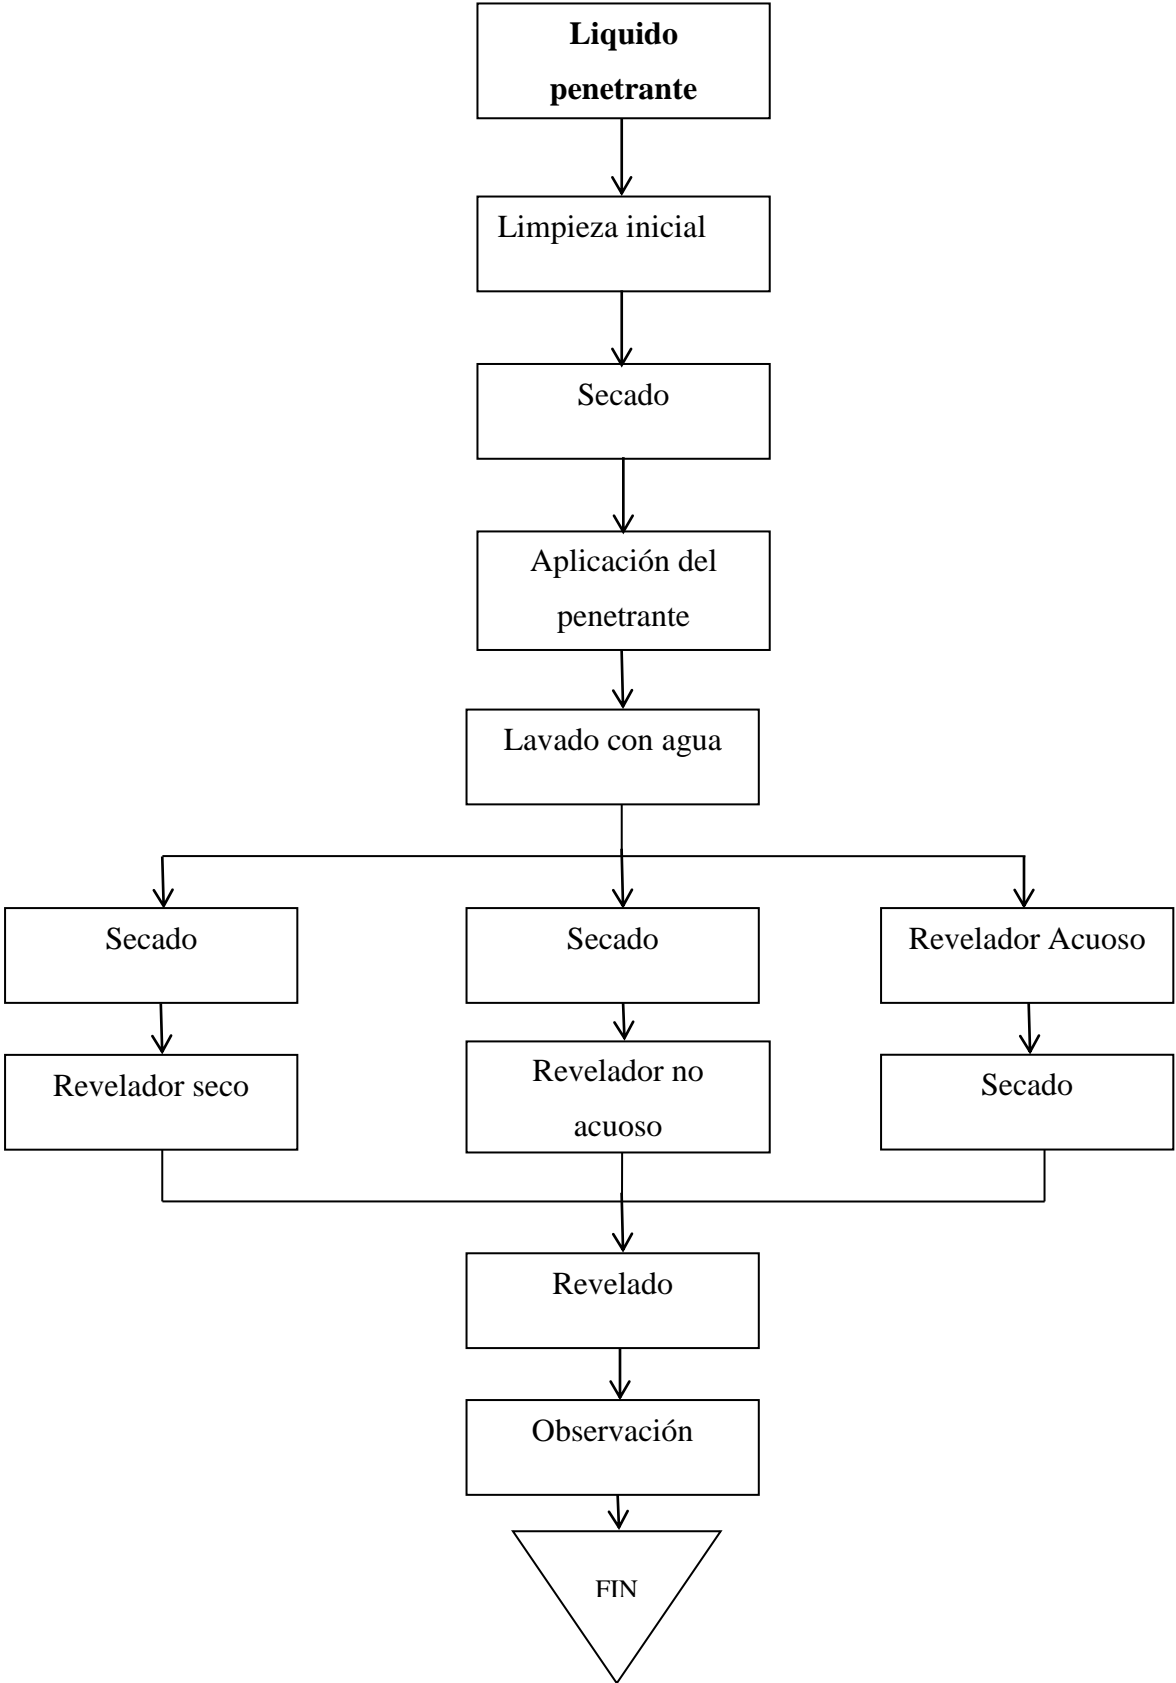 Liquido
penetrante
Limpieza inicial
Secado
Aplicación del
penetrante
Lavado con agua
Secado
Secado
Revelador Acuoso
Revelador seco
Revelador no
acuoso
Secado
Revelado
Observación
FIN